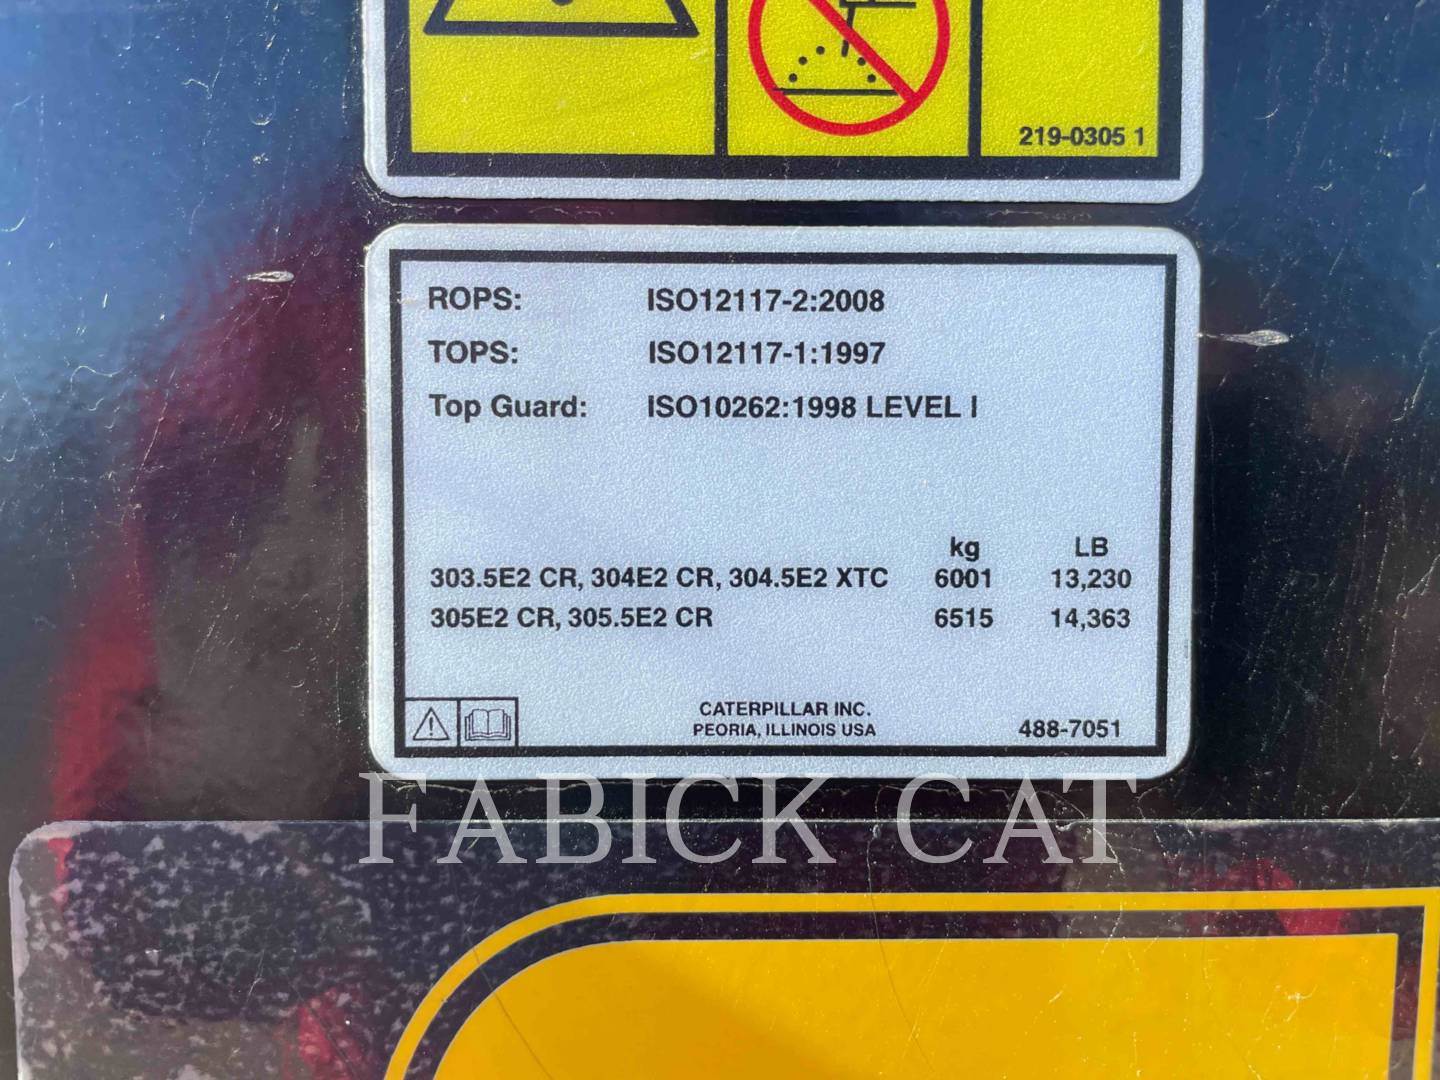 219-0305 1
ROPS: ISO12117-2:2008
TOPS: ISO12117-1:1997
Top Guard: ISO10262:1998 LEVEL I
kg LB
303.5E2 CR, 304E2 CR, 304.5E2 XTC 6001 13,230
305E2 CR, 305.5E2 CR 6515 14,363
CATERPILLAR INC.
PEORIA, ILLINOIS USA 488-7051
FABICK CAT